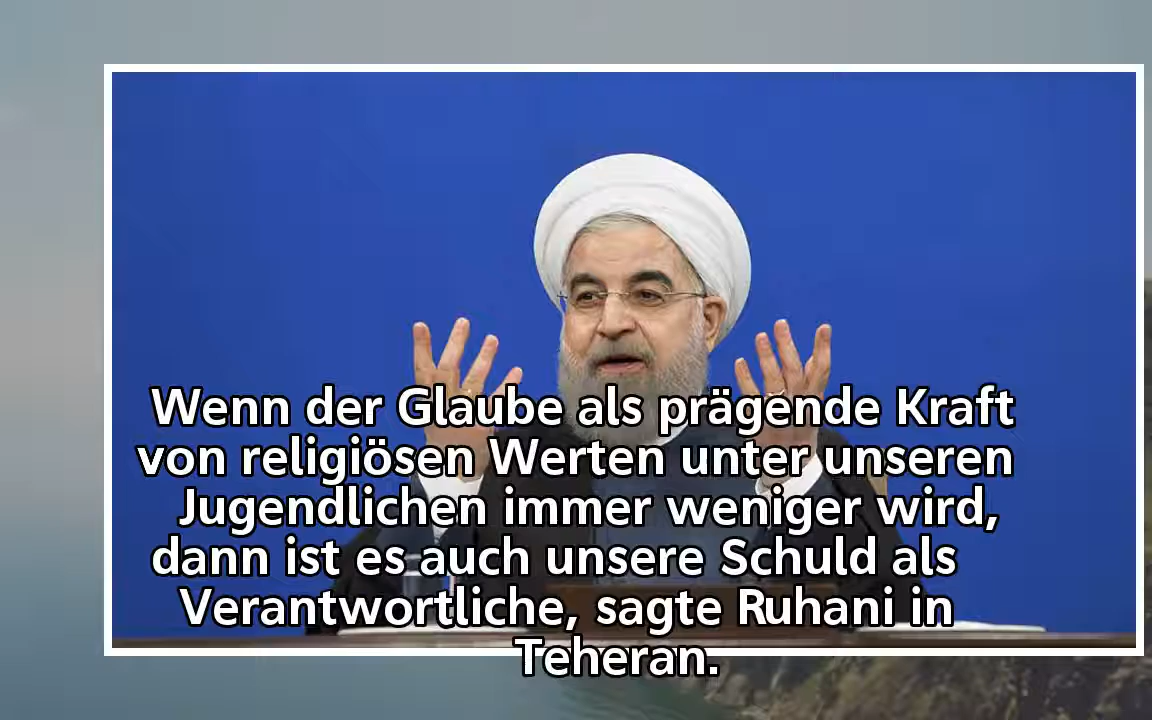 Wenn der Glaube als prägende Kraft
von religiösen Werten unter unseren
Jugendlichen immer weniger wird,
dann ist es auch unsere Schuld als
Verantwortliche, sagte Ruhani in
Teheran.